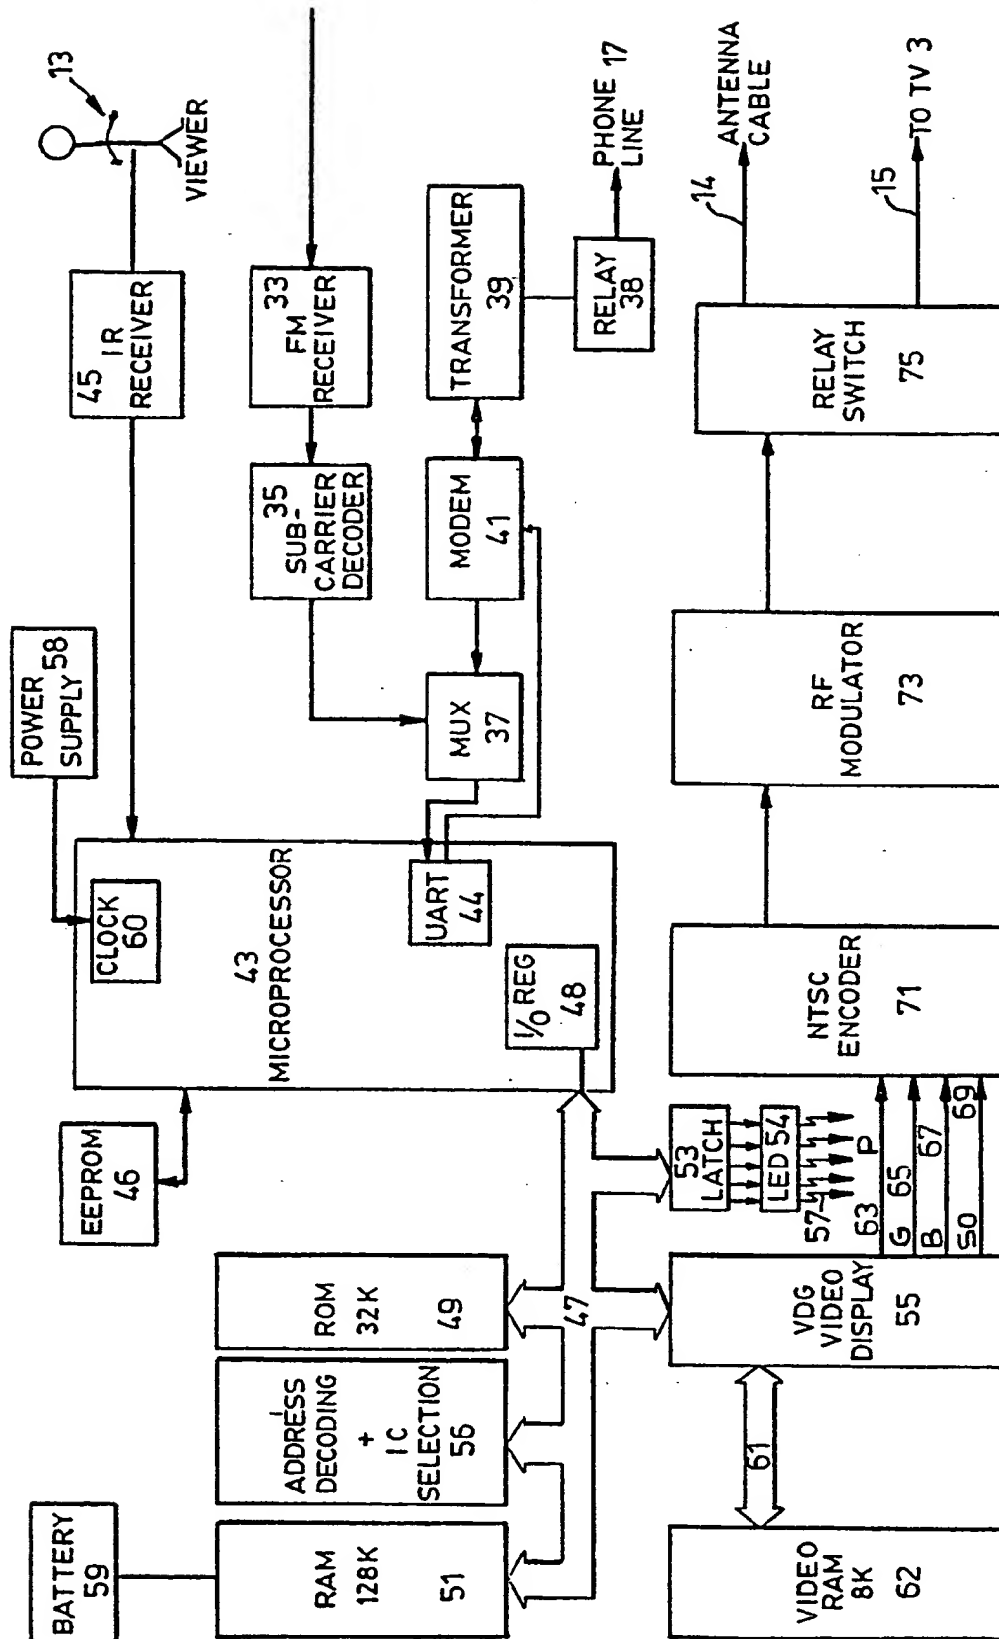 BATTERY
59
EEPROM
46
POWER
SUPPLY 58
45 IR
RECEIVER
13
VIEWER
RAM
128K
51
ADDRESS
DECODING
+
IC
SELECTION
56
ROM
32K
49
CLOCK
60
43
MICROPROCESSOR
UART
44
I/O REG
48
35
SUB-
CARRIER
DECODER
33
FM
RECEIVER
MUX
37
MODEM
41
TRANSFORMER
39
RELAY
38
PHONE 17
LINE
47
53
LATCH
LED 54
57
VIDEO
RAM
8K
62
61
VDG
VIDEO
DISPLAY
55
63 P
G 65
B 67
SO 69
NTSC
ENCODER
71
RF
MODULATOR
73
RELAY
SWITCH
75
14
ANTENNA
CABLE
15
TO TV 3